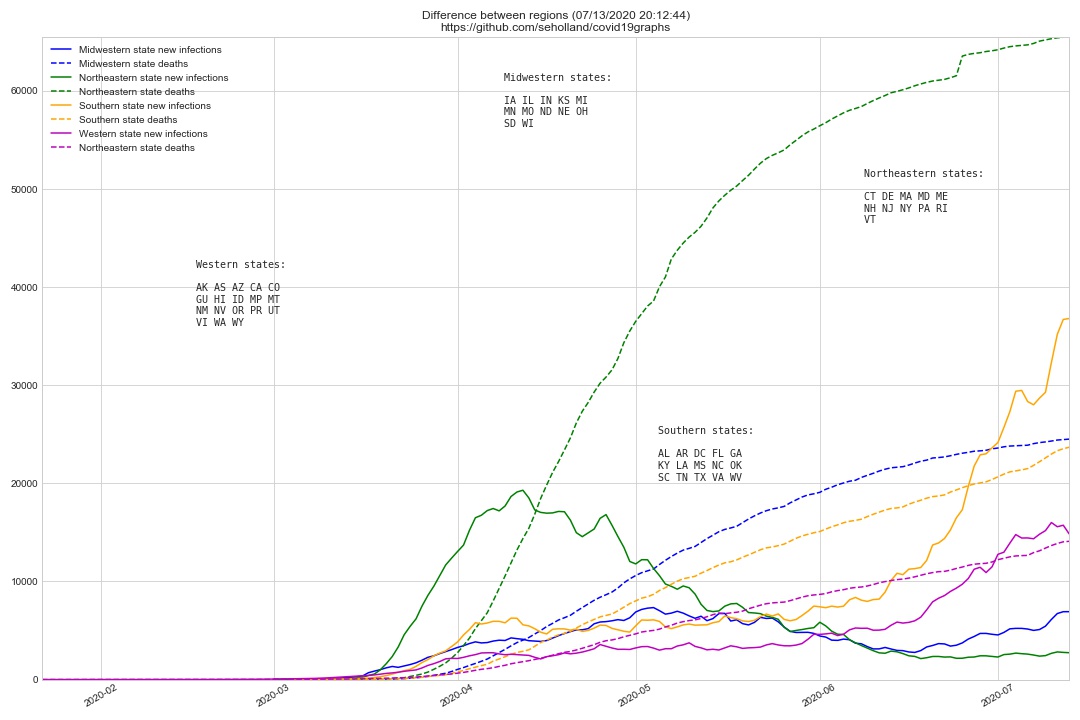 Difference between regions (07/13/2020 20:12:44)
https://github.com/seholland/covid19graphs
Midwestern state new infections
Midwestern state deaths
Northeastern state new infections
Northeastern state deaths
Southern state new infections
Southern state deaths
Western state new infections
Northeastern state deaths
Midwestern states:
IA IL IN KS MI
MN MO ND NE OH
SD WI
Northeastern states:
CT DE MA MD ME
NH NJ NY PA RI
VT
Western states:
AK AS AZ CA CO
GU HI ID MP MT
NM NV OR PR UT
VI WA WY
Southern states:
AL AR DC FL GA
KY LA MS NC OK
SC TN TX VA WV
60000
50000
40000
30000
20000
10000
0
2020-02
2020-03
2020-04
2020-05
2020-06
2020-07